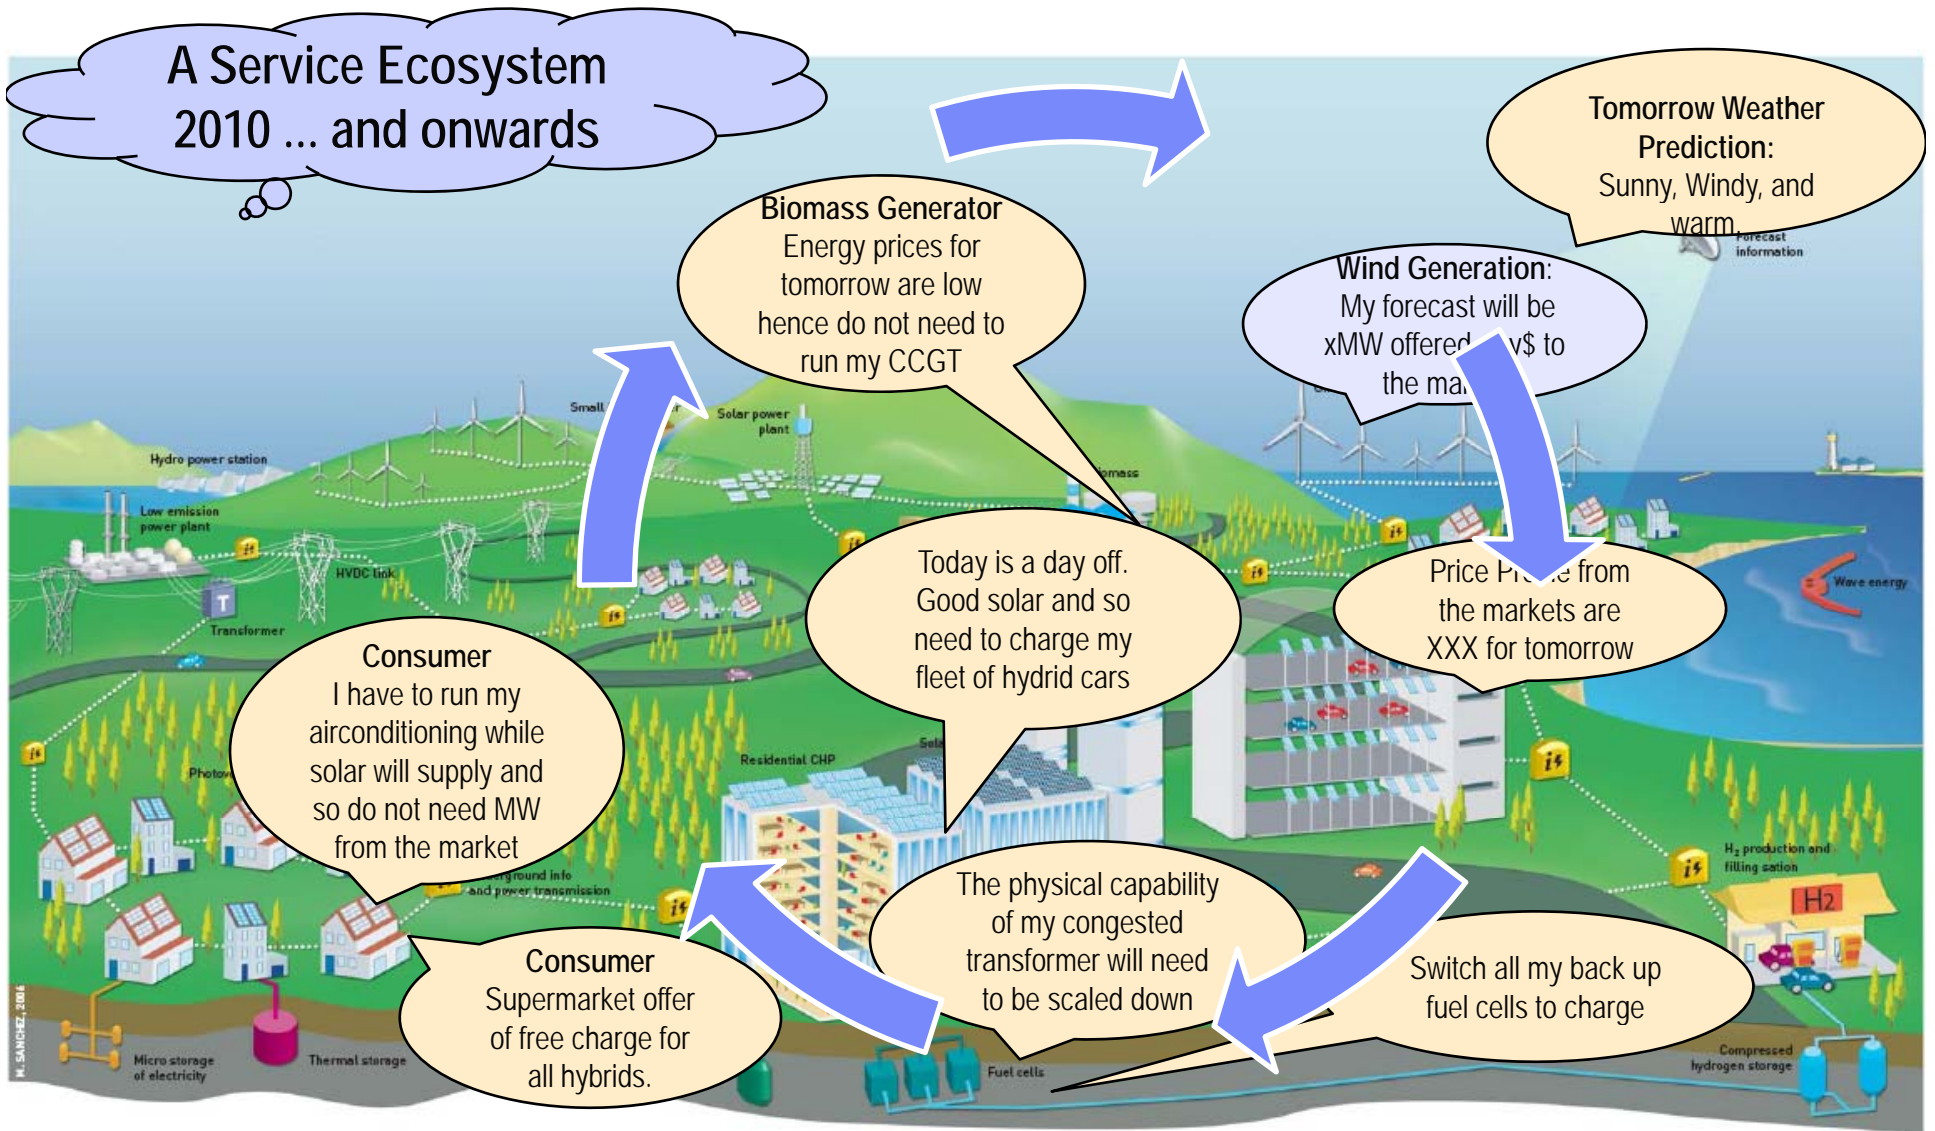 A Service Ecosystem
2010 ... and onwards
Tomorrow Weather
Prediction:
Sunny, Windy, and
warm.
Forecast
information
Biomass Generator
Energy prices for
tomorrow are low
hence do not need to
run my CCGT
Wind Generation:
My forecast will be
xMW offered y$ to
the
Small
Solar power
plant
Hydro power station
Low emission
power plant
HVDC link
T
Transformer
Today is a day off.
Good solar and so
need to charge my
fleet of hydrid cars
Price from
the markets are
XXX for tomorrow
Wave energy
Consumer
I have to run my
airconditioning while
solar will supply and
so do not need MW
from the market
Residential CHP
and power transmission
H2 production and
filling sation
H2
The physical capability
of my congested
transformer will need
to be scaled down
Switch all my back up
fuel cells to charge
Consumer
Supermarket offer
of free charge for
all hybrids.
M. SANCHEZ, 2006
Micro storage
of electricity
Thermal storage
Fuel cells
Compressed
hydrogen storage